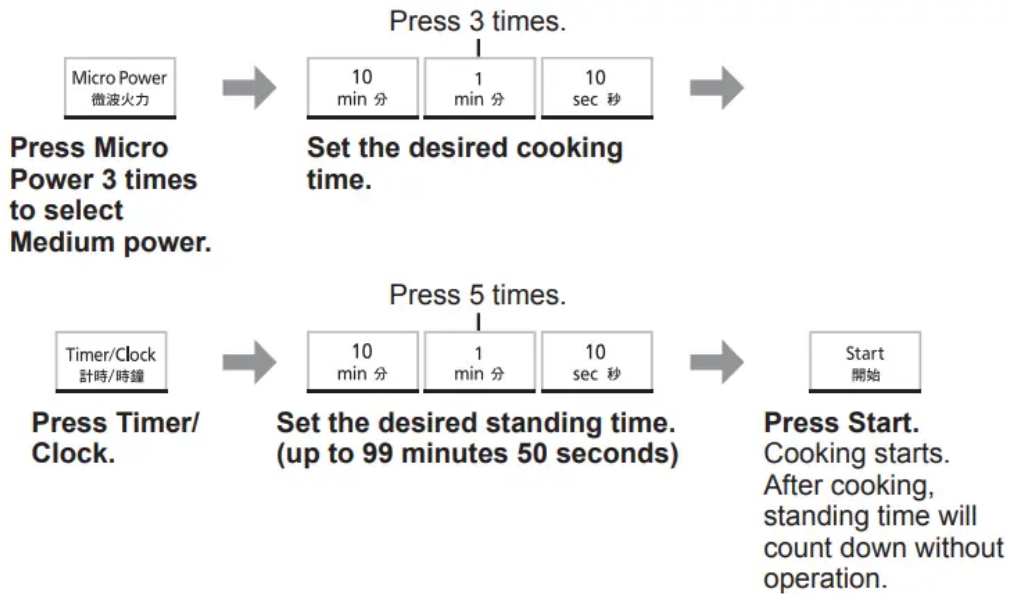 Press 3 times.
Micro Power
微波火力
10
min 分
1
min 分
10
sec 秒
Press Micro
Power 3 times
to select
Medium power.
Set the desired cooking
time.
Press 5 times.
Timer/Clock
計時/時鐘
10
min 分
1
min 分
10
sec 秒
Start
開始
Press Timer/
Clock.
Set the desired standing time.
(up to 99 minutes 50 seconds)
Press Start.
Cooking starts.
After cooking,
standing time will
count down without
operation.